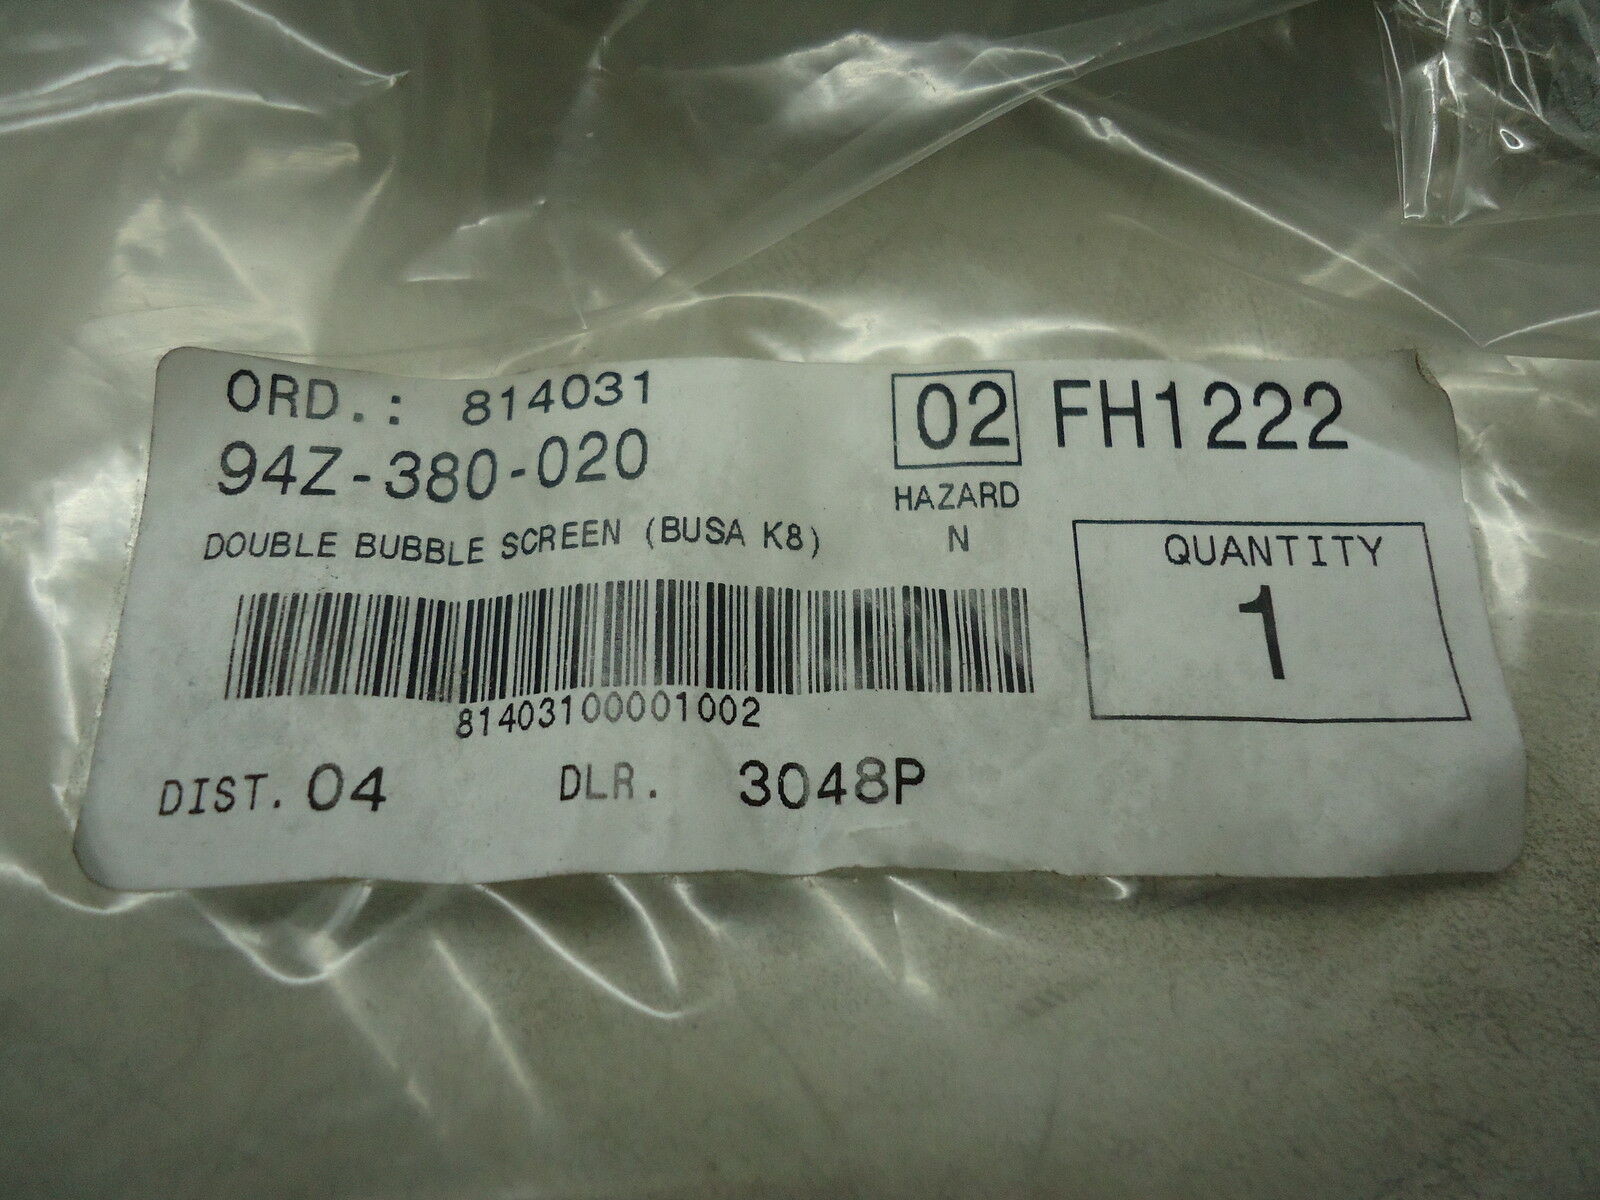 ORD.: 814031
02 FH1222
94Z-380-020
HAZARD
N
DOUBLE BUBBLE SCREEN (BUSA K8)
QUANTITY
1
81403100001002
DIST. 04 DLR. 3048P